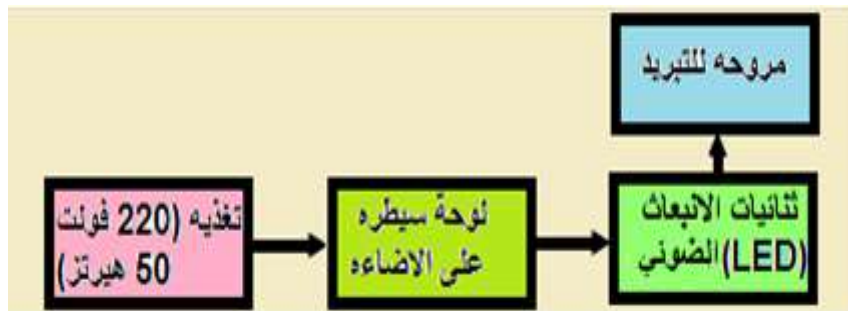 مروحه للتبريد
تغذيه (220 فولت
50 هيرتز)
لوحة سيطره
على الاضاءه
ثنائيات الانبعاث
الضوئي (LED)